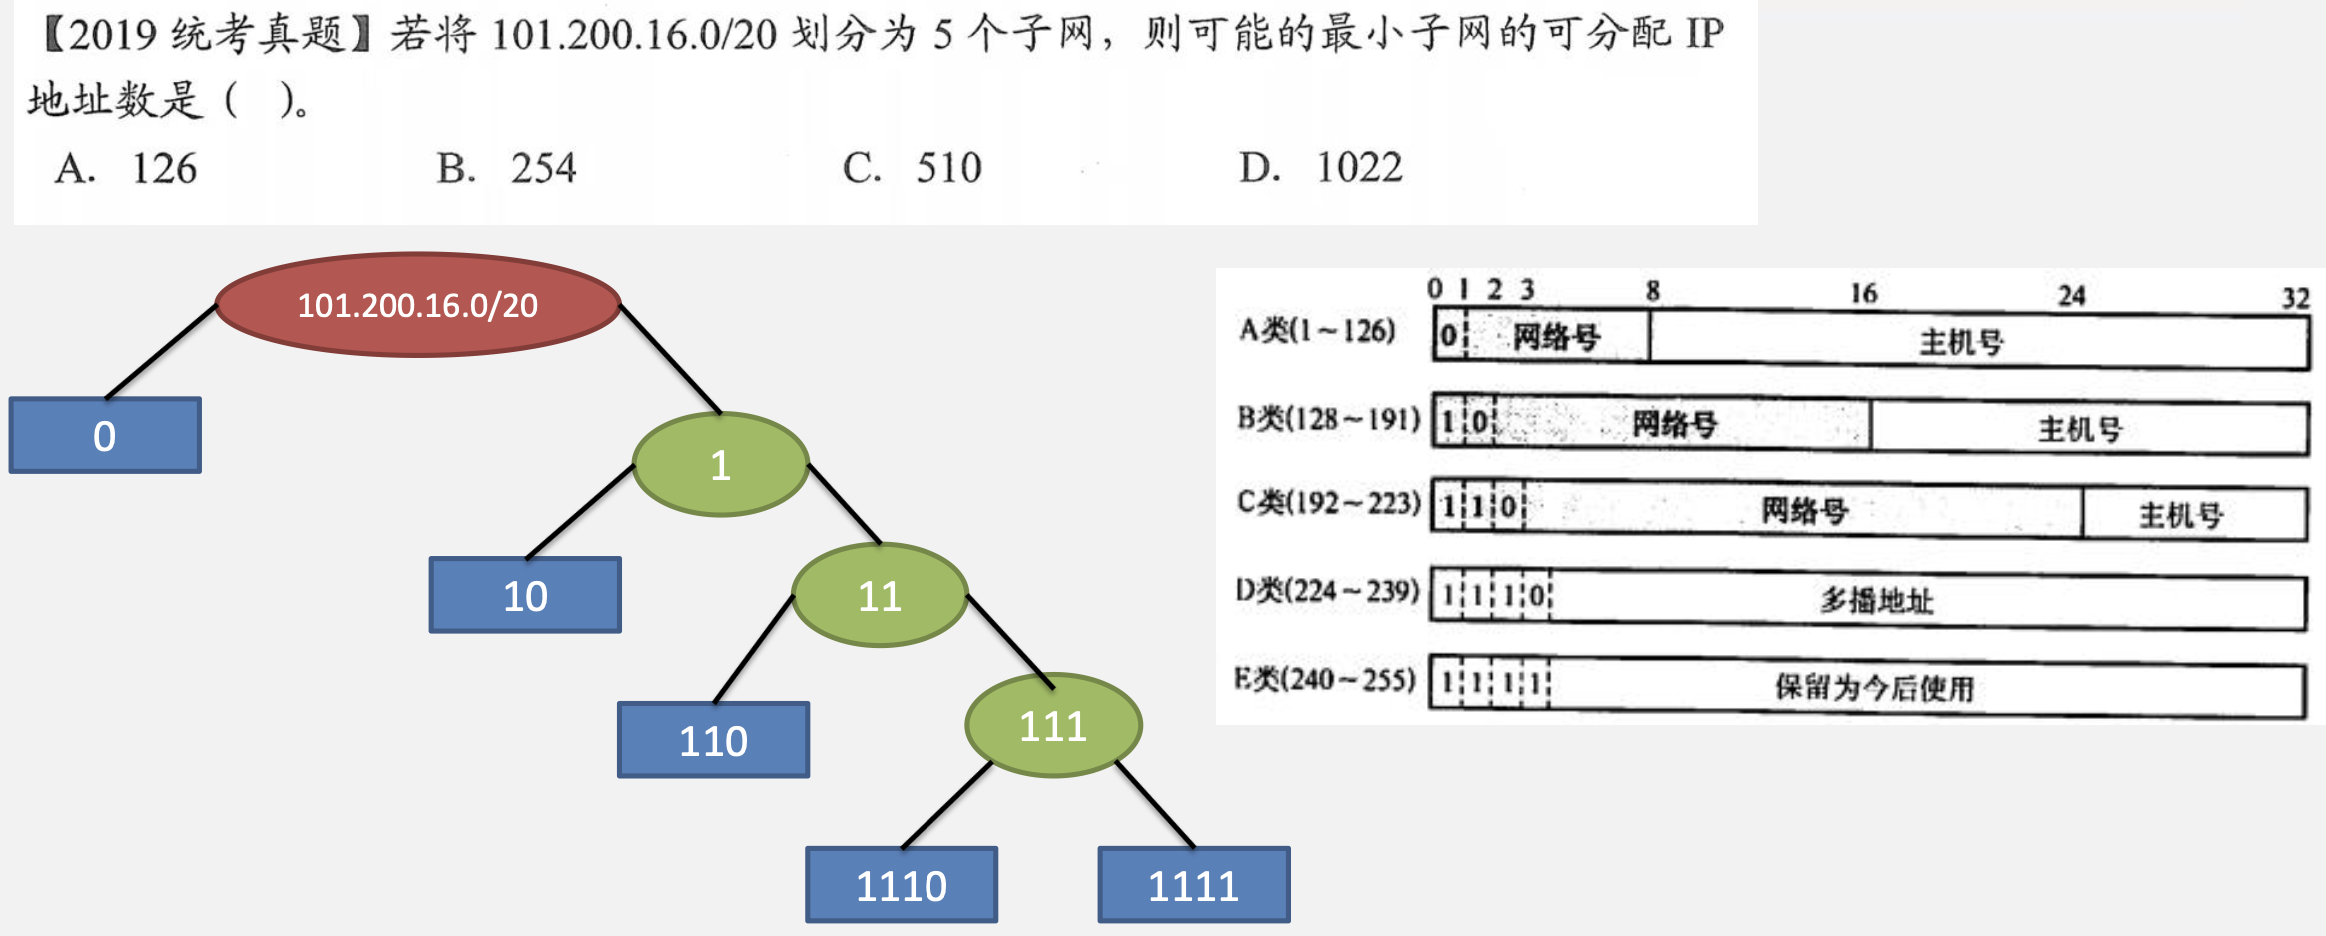 【2019 统考真题】若将 101.200.16.0/20 划分为 5 个子网，则可能的最小子网的可分配 IP
地址数是（ ）。
A. 126 B. 254 C. 510 D. 1022
101.200.16.0/20
0
1
10
11
110
111
1110 1111
0 1 2 3 8 16 24 32
A类(1～126) 0 网络号 主机号
B类(128～191) 1 0 网络号 主机号
C类(192～223) 1 1 0 网络号 主机号
D类(224～239) 1 1 1 0 多播地址
E类(240～255) 1 1 1 1 保留为今后使用